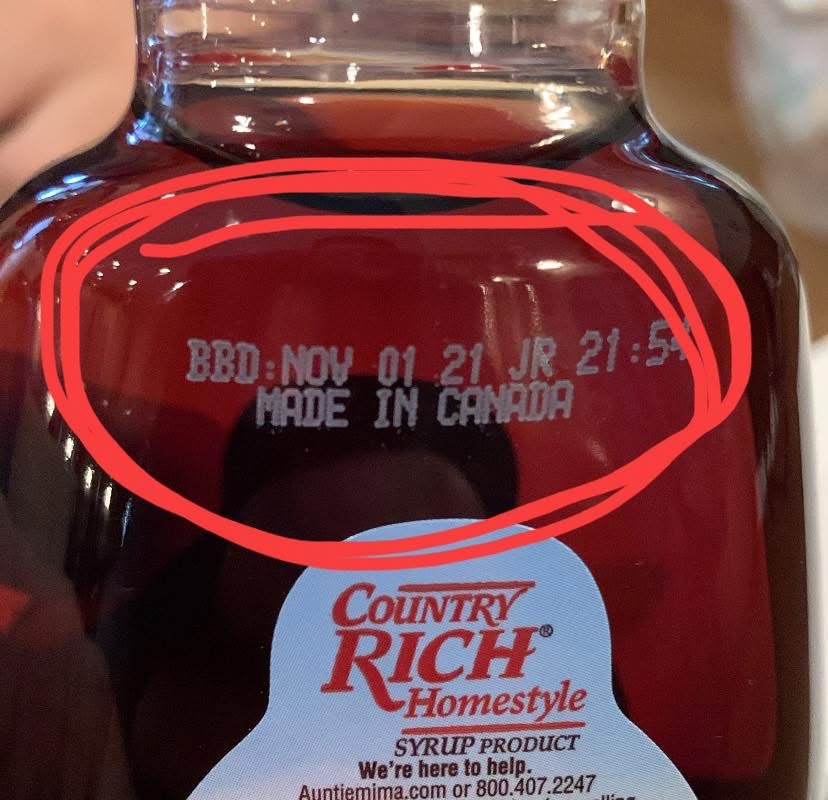 BBD:NOV 01 21 JR 21:54
MADE IN CANADA
COUNTRY
RICH®
Homestyle
SYRUP PRODUCT
We're here to help.
Auntiemima.com or 800.407.2247